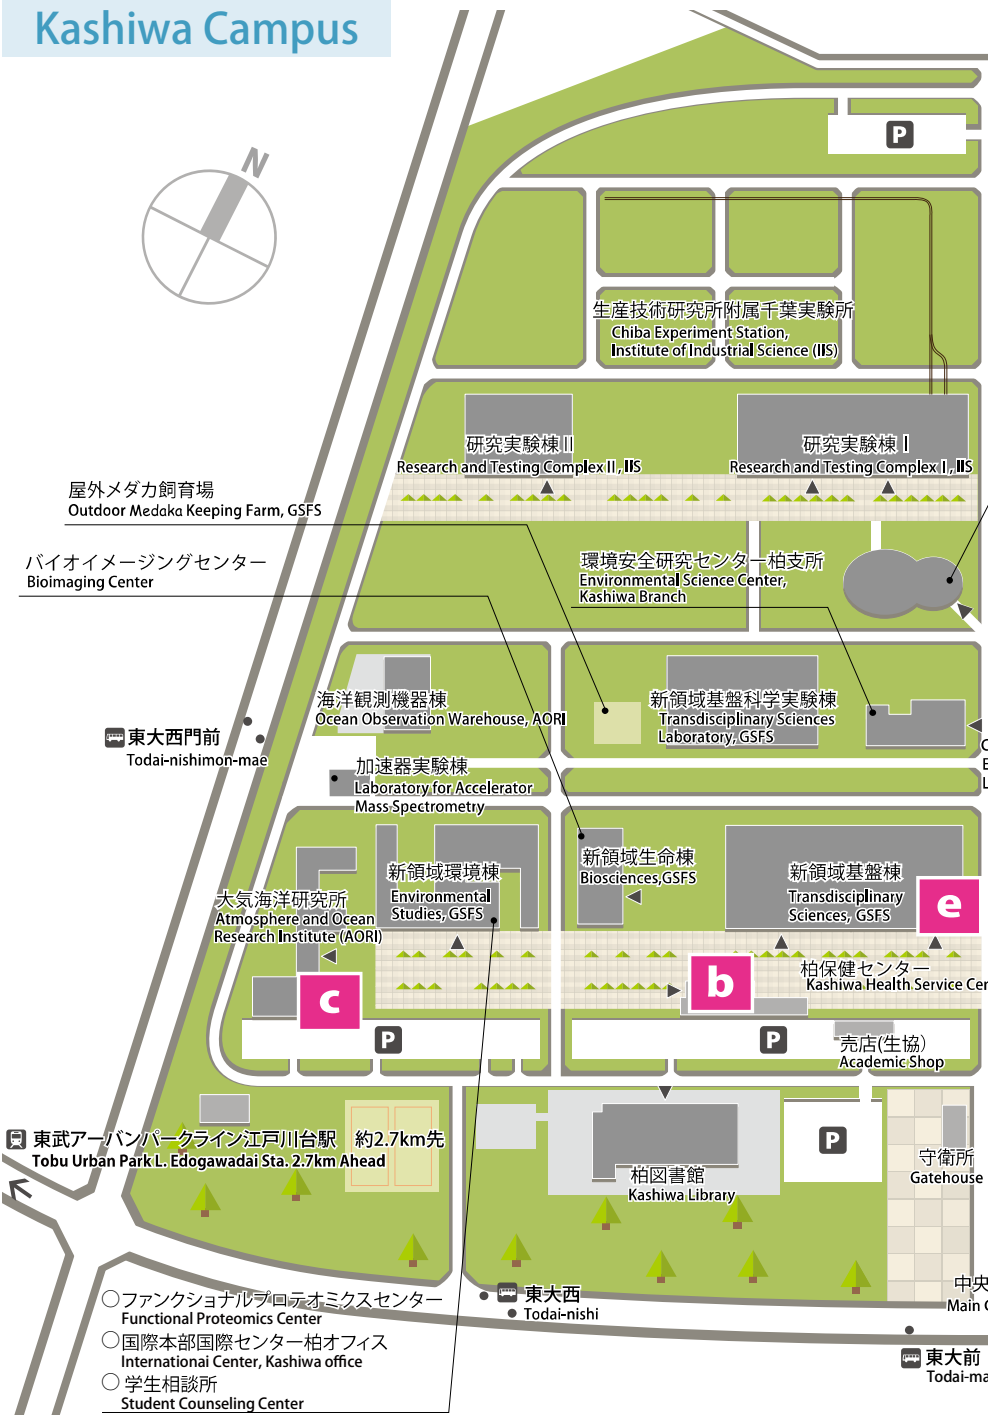 Kashiwa Campus
N
P
生産技術研究所附属千葉実験所
Chiba Experiment Station,
Institute of Industrial Science (IIS)
研究実験棟 II
Research and Testing Complex II, IIS
研究実験棟 I
Research and Testing Complex I, IIS
屋外メダカ飼育場
Outdoor Medaka Keeping Farm, GSFS
バイオイメージングセンター
Bioimaging Center
環境安全研究センター柏支所
Environmental Science Center,
Kashiwa Branch
海洋観測機器棟
Ocean Observation Warehouse, AORI
新領域基盤科学実験棟
Transdisciplinary Sciences
Laboratory, GSFS
東大西門前
Todai-nishimon-mae
加速器実験棟
Laboratory for Accelerator
Mass Spectrometry
新領域環境棟
Environmental
Studies, GSFS
新領域生命棟
Biosciences,GSFS
新領域基盤棟
Transdisciplinary
Sciences, GSFS
e
大気海洋研究所
Atmosphere and Ocean
Research Institute (AORI)
柏保健センター
Kashiwa Health Service Cen
c
b
P
P
売店(生協)
Academic Shop
東武アーバンパークライン江戸川台駅 約2.7km先
Tobu Urban Park L. Edogawadai Sta. 2.7km Ahead
P
柏図書館
Kashiwa Library
守衛所
Gatehouse
中央
Main
東大西
Todai-nishi
東大前
Todai-ma
○ファンクショナルプロテオミクスセンター
Functional Proteomics Center
○国際本部国際センター柏オフィス
International Center, Kashiwa office
○学生相談所
Student Counseling Center